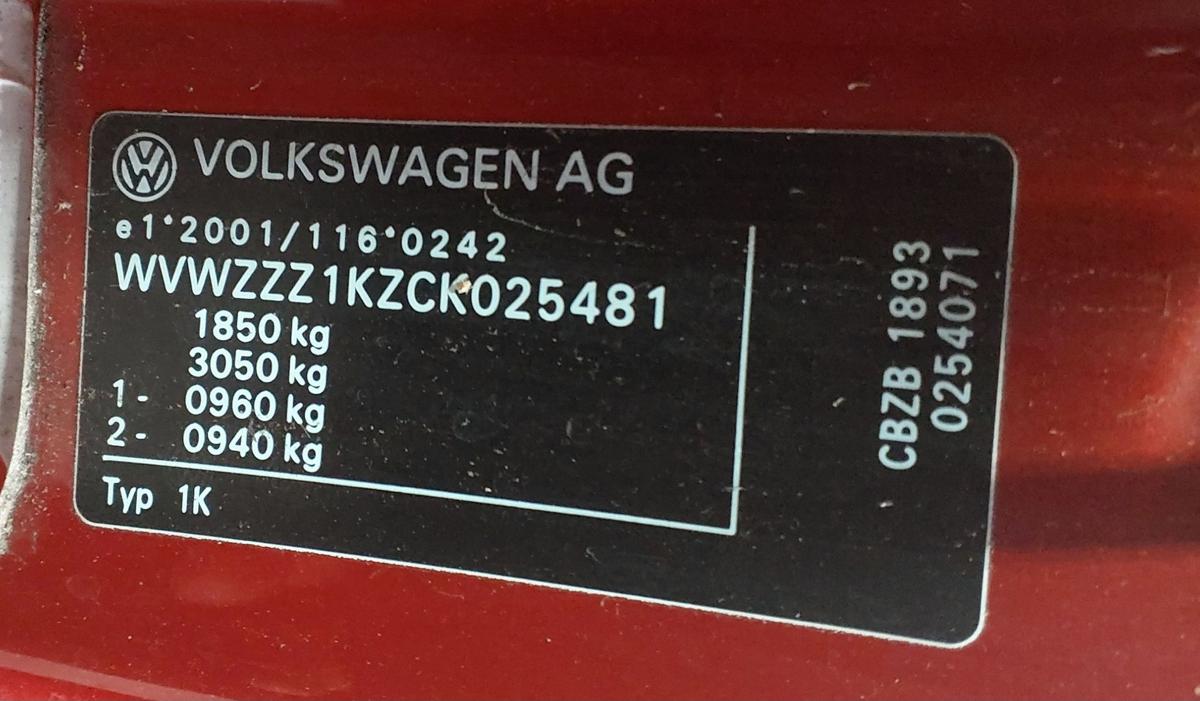 VOLKSWAGEN AG
e1*2001/116*0242
WVWZZZ1KZCK025481
1850 kg
3050 kg
1- 0960 kg
2- 0940 kg
Typ 1K
CBZB 1893
0254071